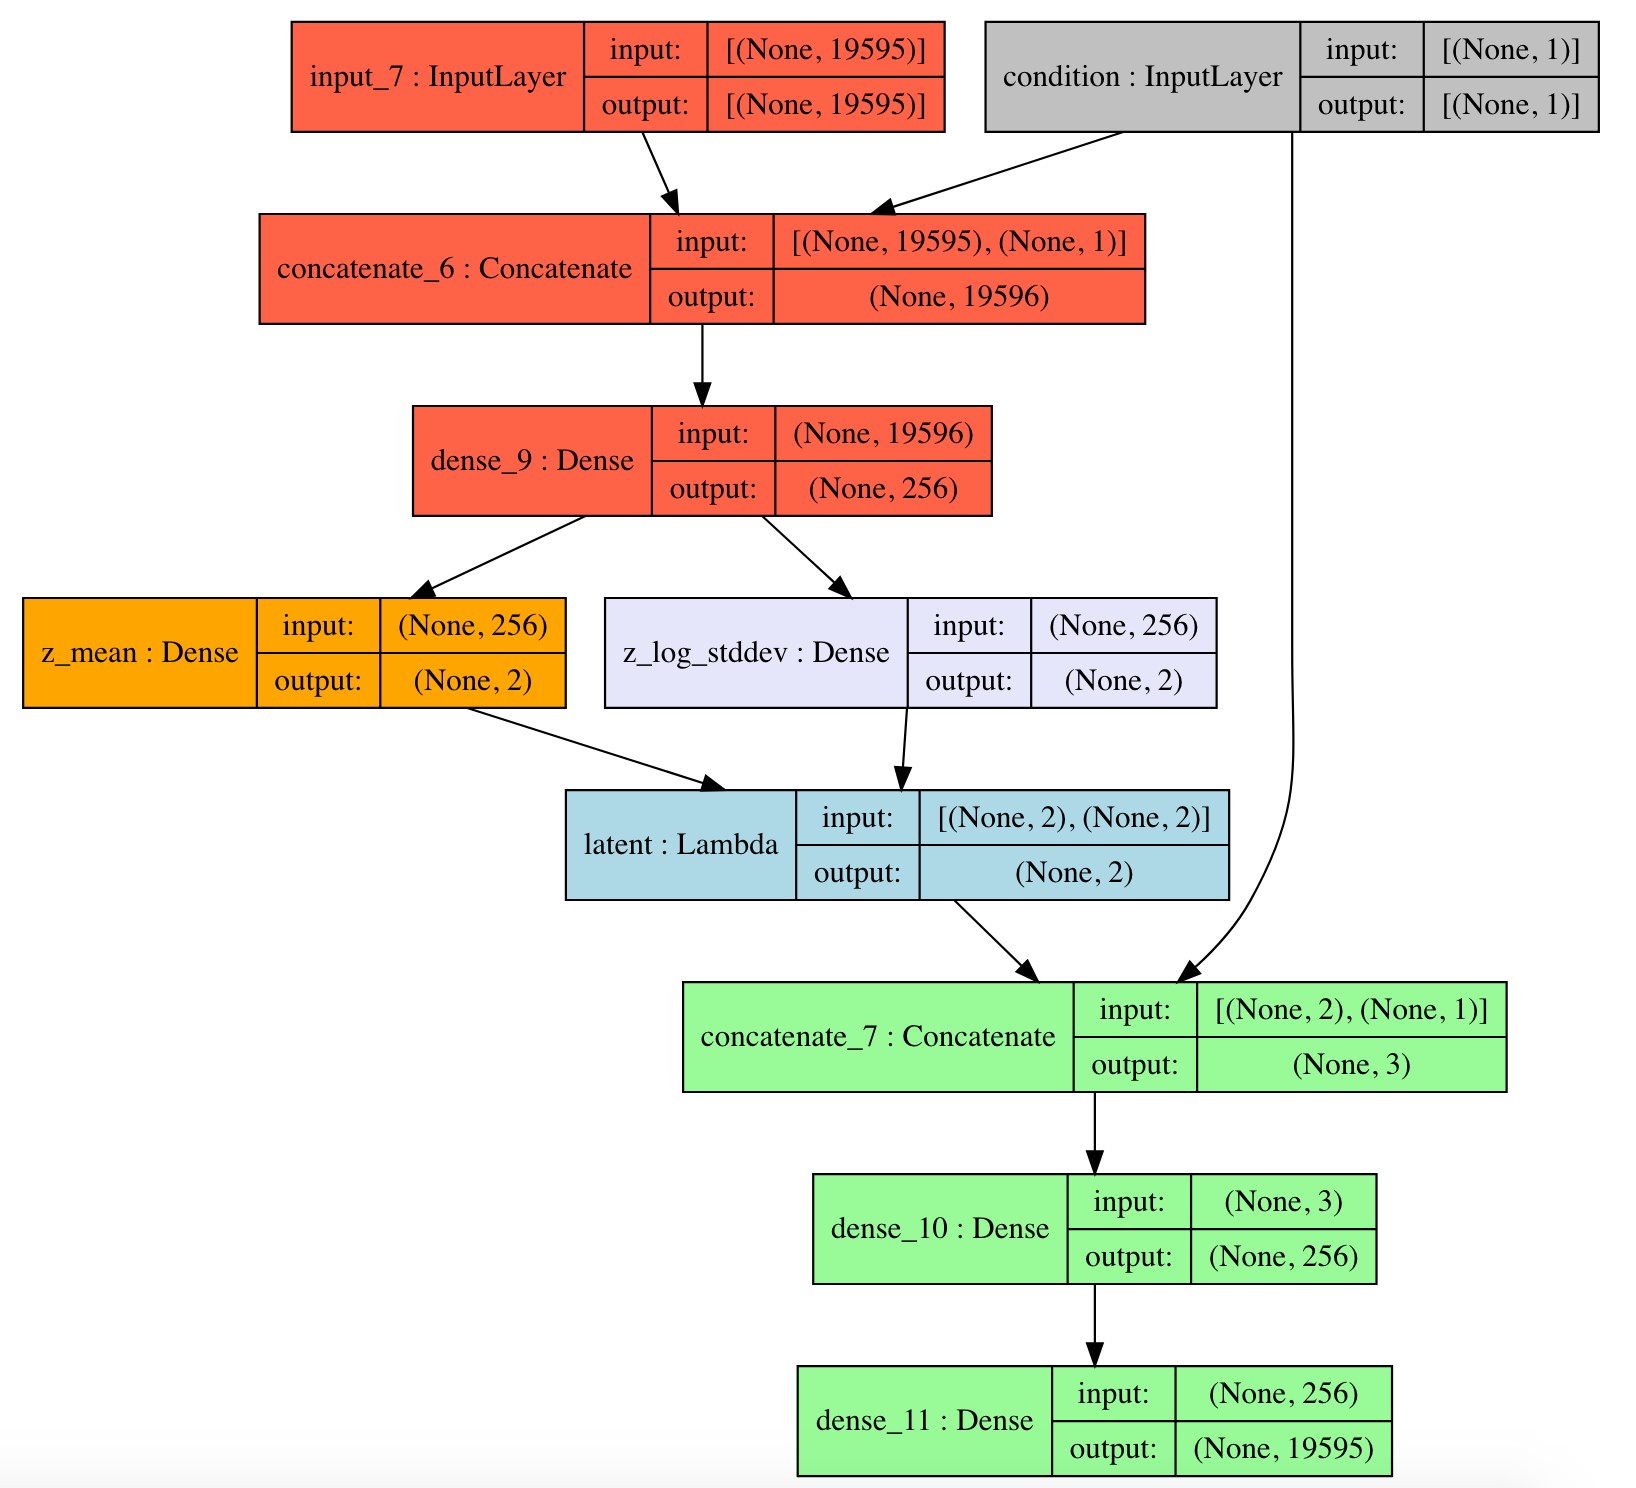 input_7 : InputLayer
input:
[(None, 19595)]
output:
[(None, 19595)]
condition : InputLayer
input:
[(None, 1)]
output:
[(None, 1)]
concatenate_6 : Concatenate
input:
[(None, 19595), (None, 1)]
output:
(None, 19596)
dense_9 : Dense
input:
(None, 19596)
output:
(None, 256)
z_mean : Dense
input:
(None, 256)
output:
(None, 2)
z_log_stddev : Dense
input:
(None, 256)
output:
(None, 2)
latent : Lambda
input:
[(None, 2), (None, 2)]
output:
(None, 2)
concatenate_7 : Concatenate
input:
[(None, 2), (None, 1)]
output:
(None, 3)
dense_10 : Dense
input:
(None, 3)
output:
(None, 256)
dense_11 : Dense
input:
(None, 256)
output:
(None, 19595)